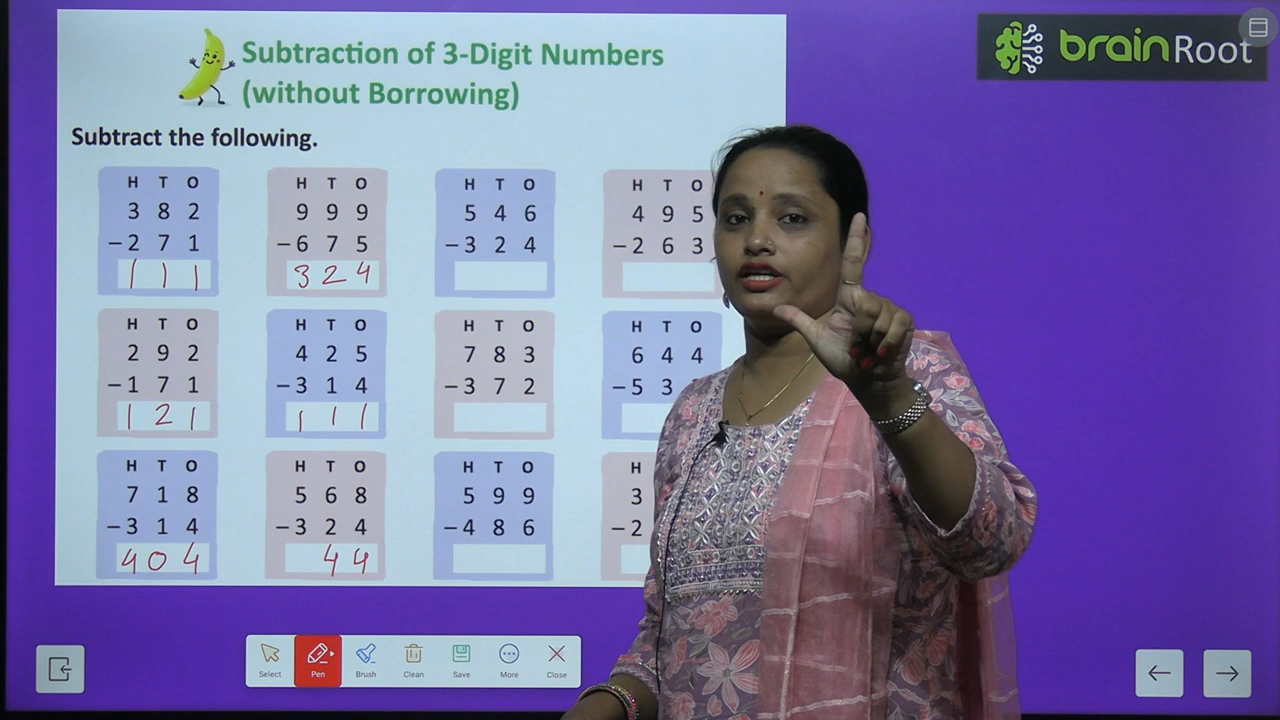 Subtraction of 3-Digit Numbers
(without Borrowing)
brainRoot
Subtract the following.
H T O
3 8 2
-2 7 1
1 1 1
H T O
9 9 9
-6 7 5
3 2 4
H T O
5 4 6
-3 2 4
H T O
4 9 5
-2 6 3
H T O
2 9 2
-1 7 1
1 2 1
H T O
4 2 5
-3 1 4
1 1 1
H T O
7 8 3
-3 7 2
H T O
6 4 4
-5 3
H T O
7 1 8
-3 1 4
4 0 4
H T O
5 6 8
-3 2 4
4 4
H T O
5 9 9
-4 8 6
H
3
-2
Select Pen Brush Clean Save More Close